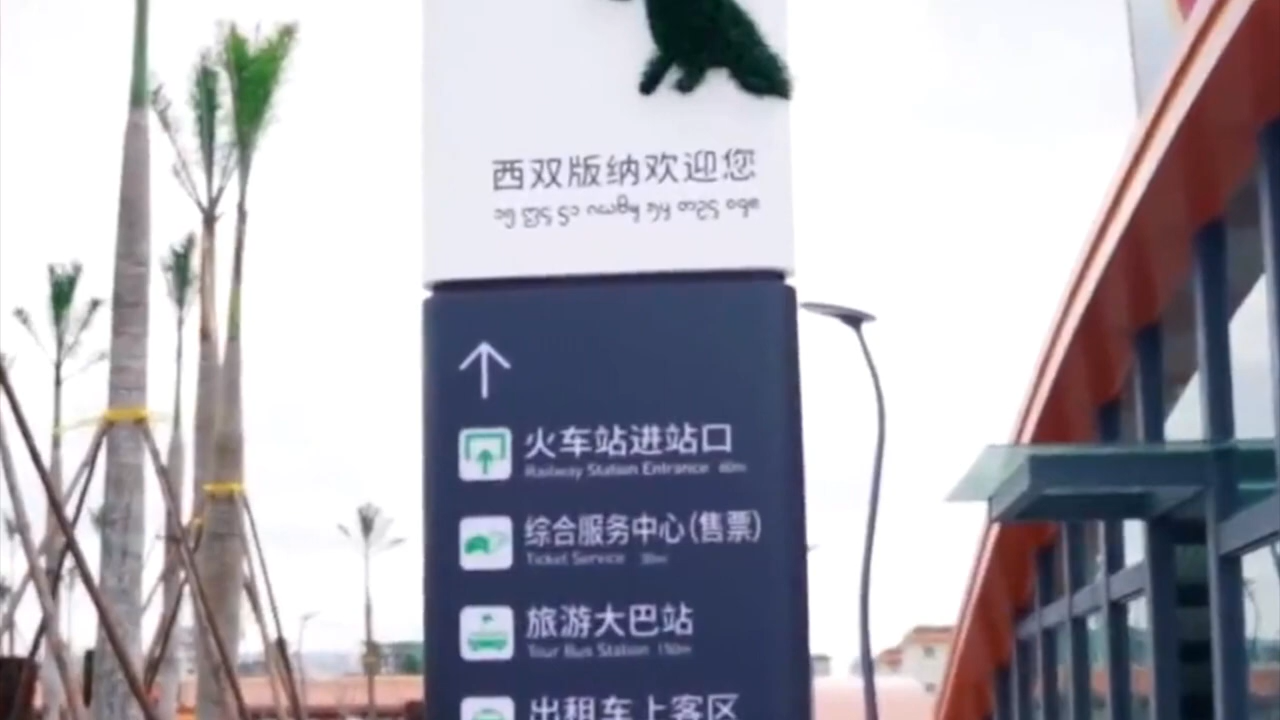 西双版纳欢迎您
火车站进站口
Railway Station Entrance 60m
综合服务中心(售票)
Ticket Service
旅游大巴站
Tour Bus Station 150m
出租车上客区